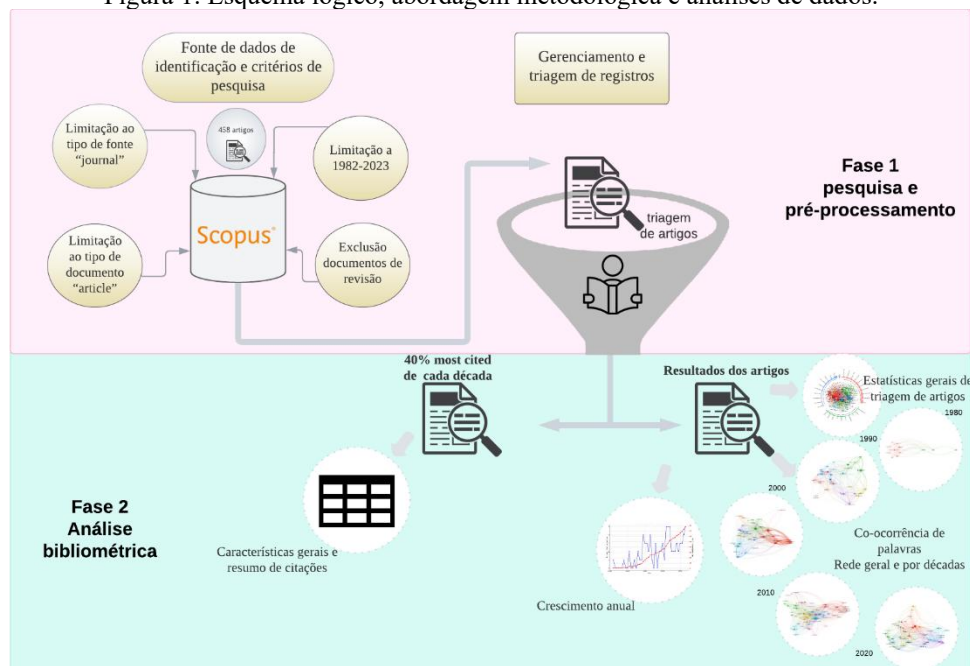 Figura 1: Esquema lógico, abordagem metodológica e análises de dados.
Fonte de dados de
identificação e critérios de
pesquisa
Gerenciamento e
triagem de registros
458 artigos
Limitação ao
tipo de fonte
“journal”
Limitação a
1982-2023
Fase 1
pesquisa e
pré-processamento
triagem
de artigos
Scopus
Limitação
ao tipo de
documento
“article”
Exclusão
documentos de
revisão
40% most cited
de cada década
Resultados dos artigos
Estatísticas gerais de
triagem de artigos
1980
1990
2000
Fase 2
Análise
bibliométrica
Características gerais e
resumo de citações
Co-ocorrência de
palavras
Rede geral e por décadas
Crescimento anual
2010
2020